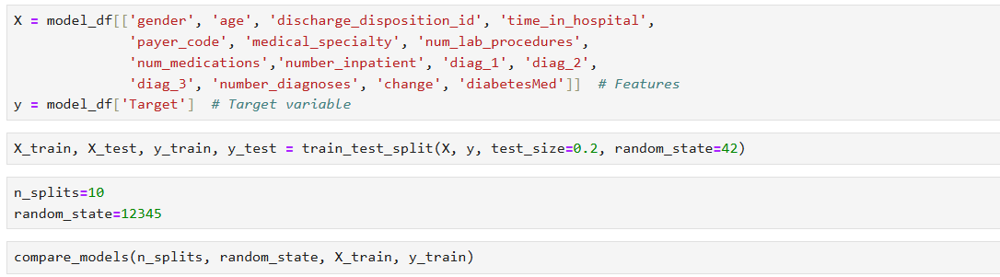 X = model_df[['gender', 'age', 'discharge_disposition_id', 'time_in_hospital',
'payer_code', 'medical_specialty', 'num_lab_procedures',
'num_medications','number_inpatient', 'diag_1', 'diag_2',
'diag_3', 'number_diagnoses', 'change', 'diabetesMed']]  # Features
y = model_df['Target']  # Target variable
X_train, X_test, y_train, y_test = train_test_split(X, y, test_size=0.2, random_state=42)
n_splits=10
random_state=12345
compare_models(n_splits, random_state, X_train, y_train)